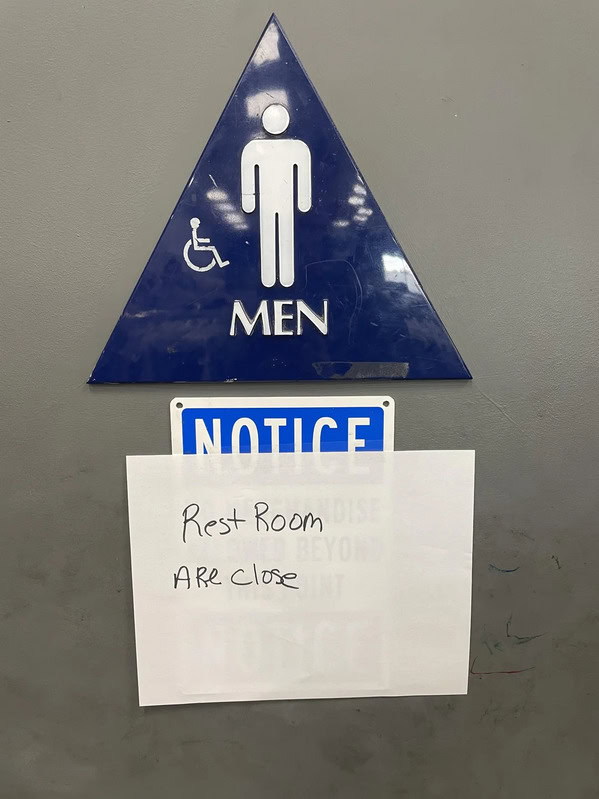 MEN
NOTICE
Rest Room
ARE Close